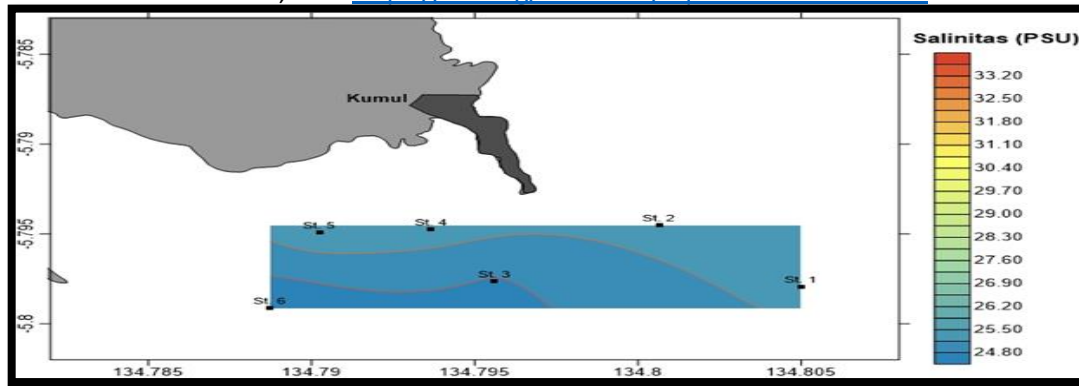 Salinitas (PSU)
33.20
32.50
31.80
31.10
30.40
29.70
29.00
28.30
27.60
26.90
26.20
25.50
24.80
-5.785
-5.79
-5.795
-5.8
Kumul
St. 5
St. 4
St. 2
St. 3
St. 1
St. 6
134.785
134.79
134.795
134.8
134.805